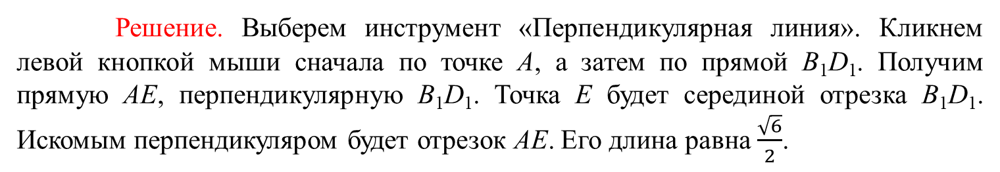 Решение. Выберем инструмент «Перпендикулярная линия». Кликнем
левой кнопкой мыши сначала по точке A, а затем по прямой B₁D₁. Получим
прямую AE, перпендикулярную B₁D₁. Точка E будет серединой отрезка B₁D₁.
Искомым перпендикуляром будет отрезок AE. Его длина равна √6/2.